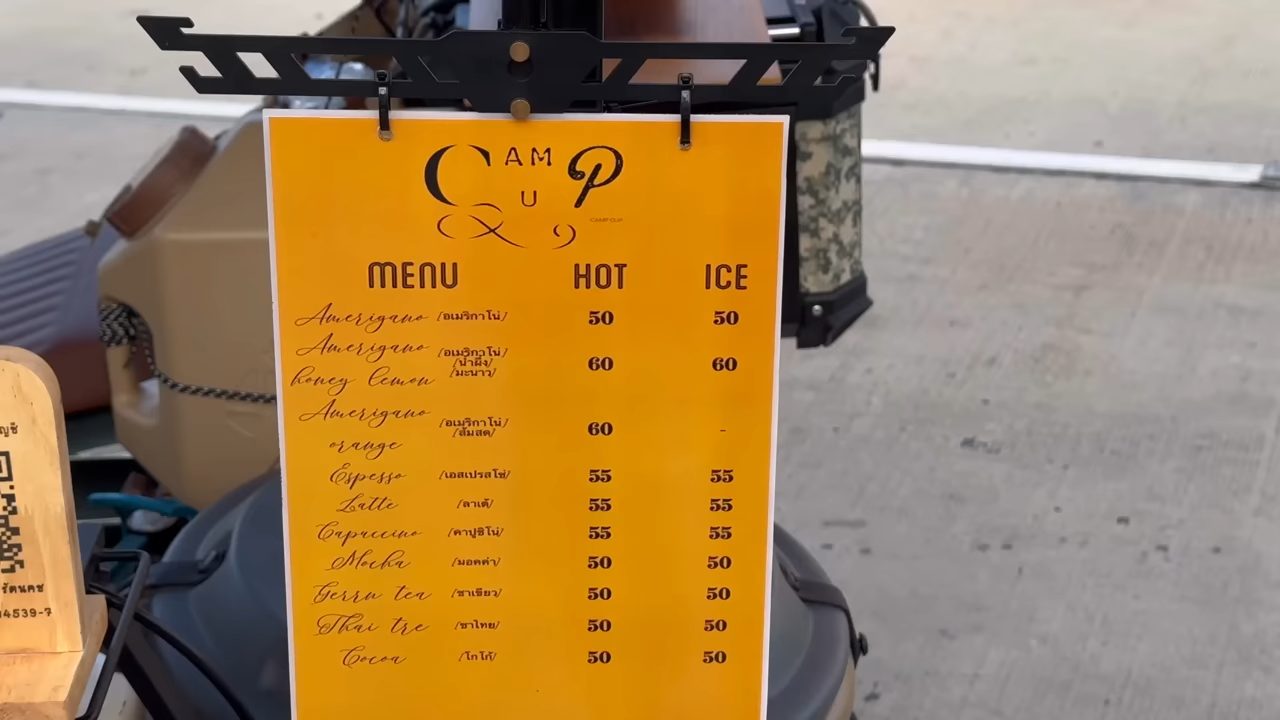 CAMP
CUP
CAMP CUP
MENU HOT ICE
Amerigano /อเมริกาโน่/ 50 50
Amerigano /อเมริกาโน่/
/น้ำผึ้ง/ 60 60
honey lemon /มะนาว/
Amerigano /อเมริกาโน่/
orange /ส้มสด/ 60 -
Espesso /เอสเปรสโซ่/ 55 55
Latte /ลาเต้/ 55 55
Capuccino /คาปูชิโน่/ 55 55
Mocha /มอคค่า/ 50 50
Gerrn tea /ชาเขียว/ 50 50
Thai tre /ชาไทย/ 50 50
Cocoa /โกโก้/ 50 50
4539-7